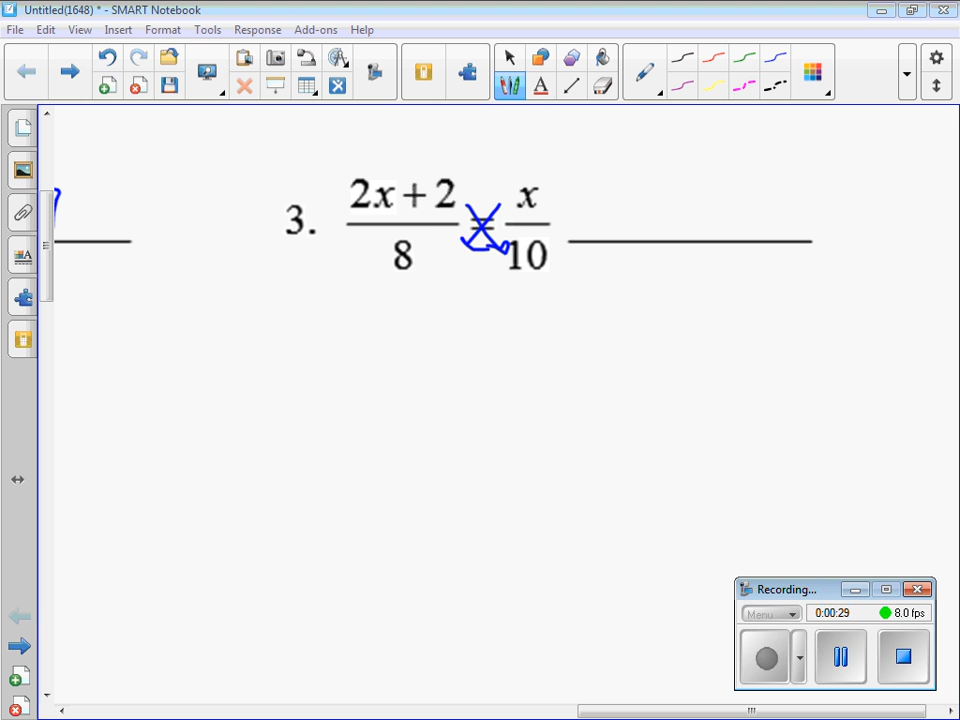 Untitled(1648) * - SMART Notebook
File Edit View Insert Format Tools Response Add-ons Help
3. 2x + 2 / 8 = x / 10
Recording...
Menu 0:00:29 8.0 fps